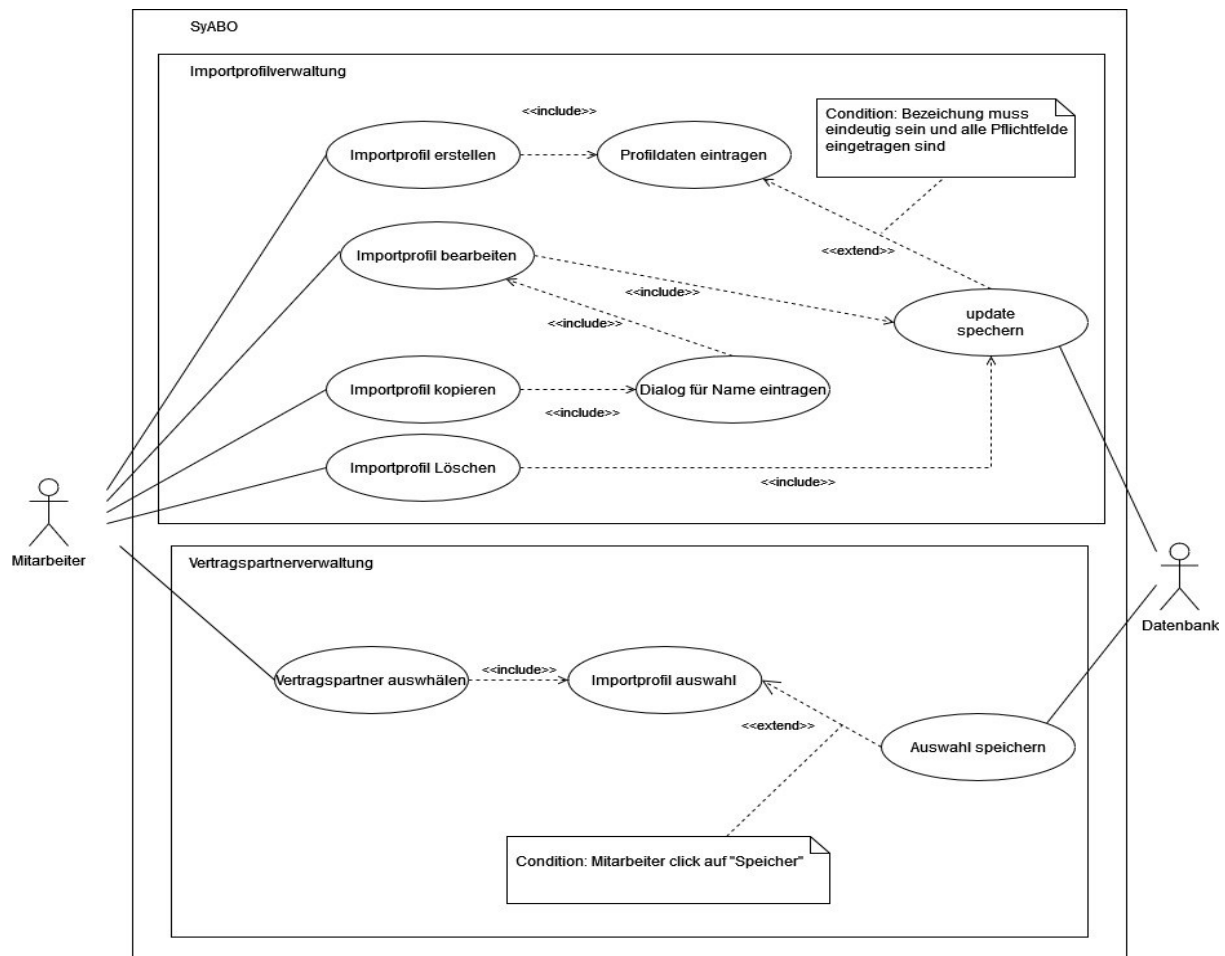 SyABO
Importprofilverwaltung
<<include>>
Condition: Bezeichung muss
eindeutig sein und alle Pflichtfelde
eingetragen sind
Importprofil erstellen
Profildaten eintragen
<<extend>>
Importprofil bearbeiten
<<include>>
update
spechern
<<include>>
Importprofil kopieren
Dialog für Name eintragen
<<include>>
Importprofil Löschen
<<include>>
Mitarbeiter
Vertragspartnerverwaltung
Datenbank
Vertragspartner auswhälen
<<include>>
Importprofil auswahl
<<extend>>
Auswahl speichern
Condition: Mitarbeiter click auf "Speicher"